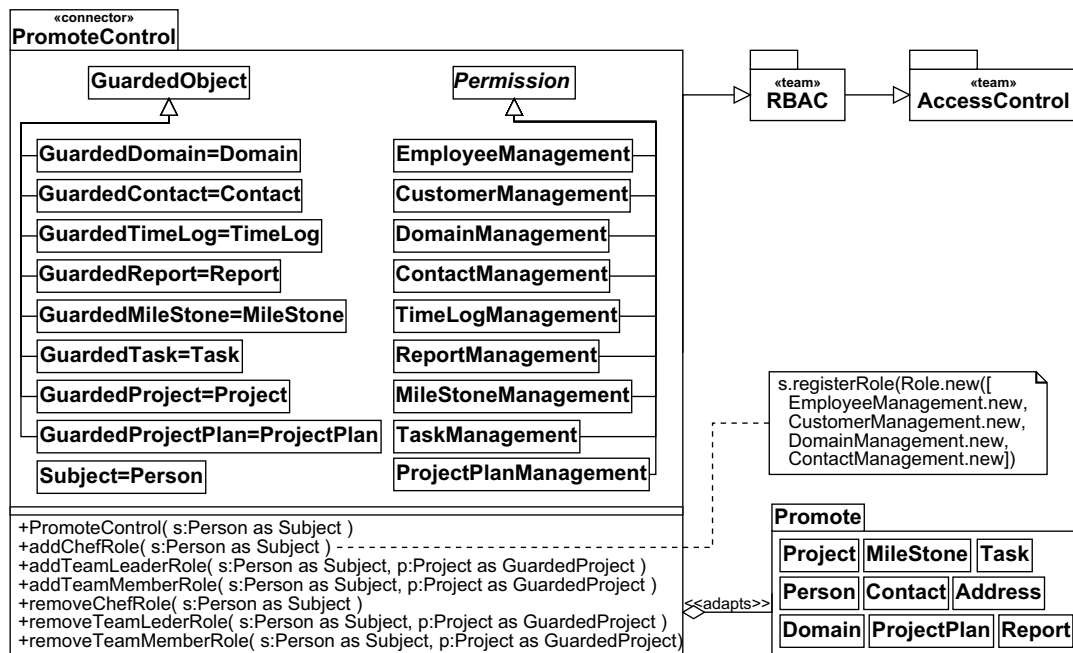 «connector»
PromoteControl
GuardedObject
Permission
GuardedDomain=Domain
GuardedContact=Contact
GuardedTimeLog=TimeLog
GuardedReport=Report
GuardedMileStone=MileStone
GuardedTask=Task
GuardedProject=Project
GuardedProjectPlan=ProjectPlan
Subject=Person
EmployeeManagement
CustomerManagement
DomainManagement
ContactManagement
TimeLogManagement
ReportManagement
MileStoneManagement
TaskManagement
ProjectPlanManagement
+PromoteControl( s:Person as Subject )
+addChefRole( s:Person as Subject )
+addTeamLeaderRole( s:Person as Subject, p:Project as GuardedProject )
+addTeamMemberRole( s:Person as Subject, p:Project as GuardedProject )
+removeChefRole( s:Person as Subject )
+removeTeamLederRole( s:Person as Subject, p:Project as GuardedProject )
+removeTeamMemberRole( s:Person as Subject, p:Project as GuardedProject)
«team»
RBAC
«team»
AccessControl
s.registerRole(Role.new([
EmployeeManagement.new,
CustomerManagement.new,
DomainManagement.new,
ContactManagement.new])
<<adapts>>
Promote
Project MileStone Task
Person Contact Address
Domain ProjectPlan Report